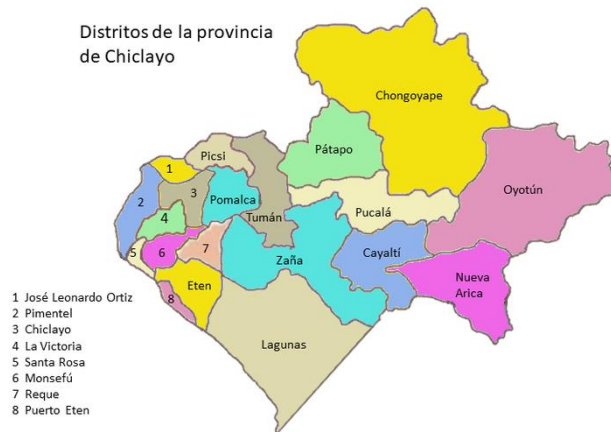 Distritos de la provincia
de Chiclayo
Chongoyape
Picsi
Pátapo
1
Oyotún
2
3
Pomalca
Pucalá
4
Tumán
5
6
7
Zaña
Cayaltí
Nueva
Arica
Eten
8
Lagunas
1 José Leonardo Ortiz
2 Pimentel
3 Chiclayo
4 La Victoria
5 Santa Rosa
6 Monsefú
7 Reque
8 Puerto Eten